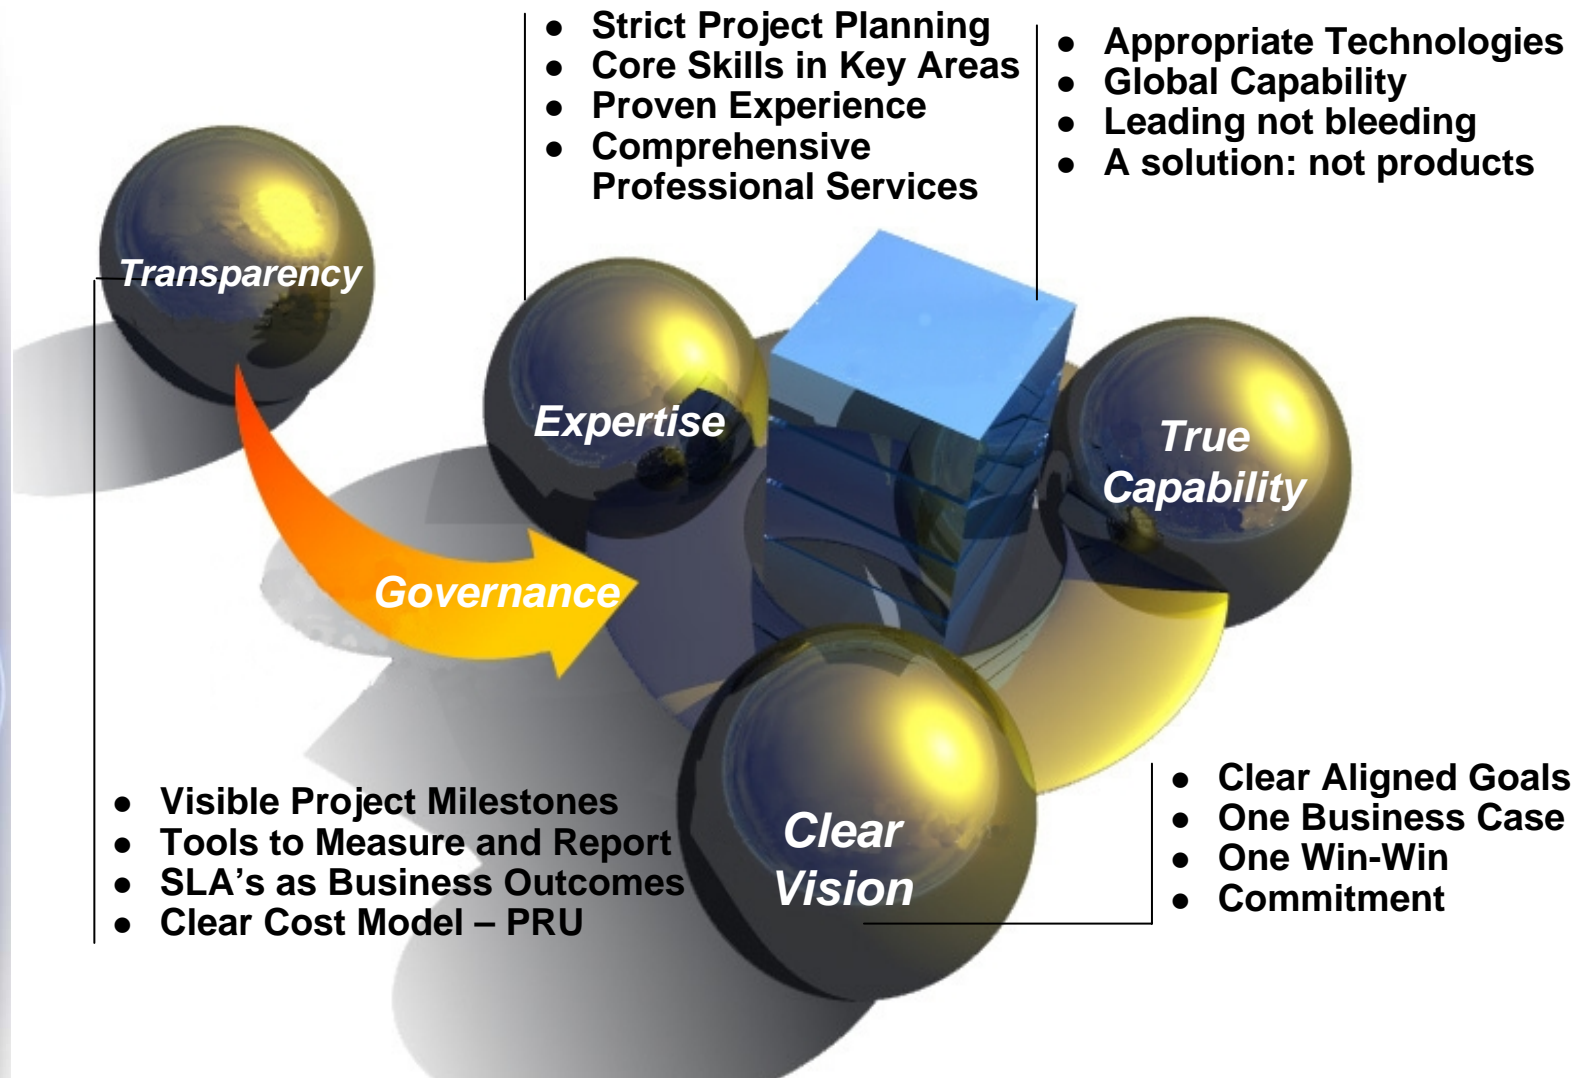 ● Strict Project Planning
● Core Skills in Key Areas
● Proven Experience
● Comprehensive
Professional Services
● Appropriate Technologies
● Global Capability
● Leading not bleeding
● A solution: not products
Transparency
Expertise
True
Capability
Governance
● Visible Project Milestones
● Tools to Measure and Report
● SLA’s as Business Outcomes
● Clear Cost Model – PRU
Clear
Vision
● Clear Aligned Goals
● One Business Case
● One Win-Win
● Commitment